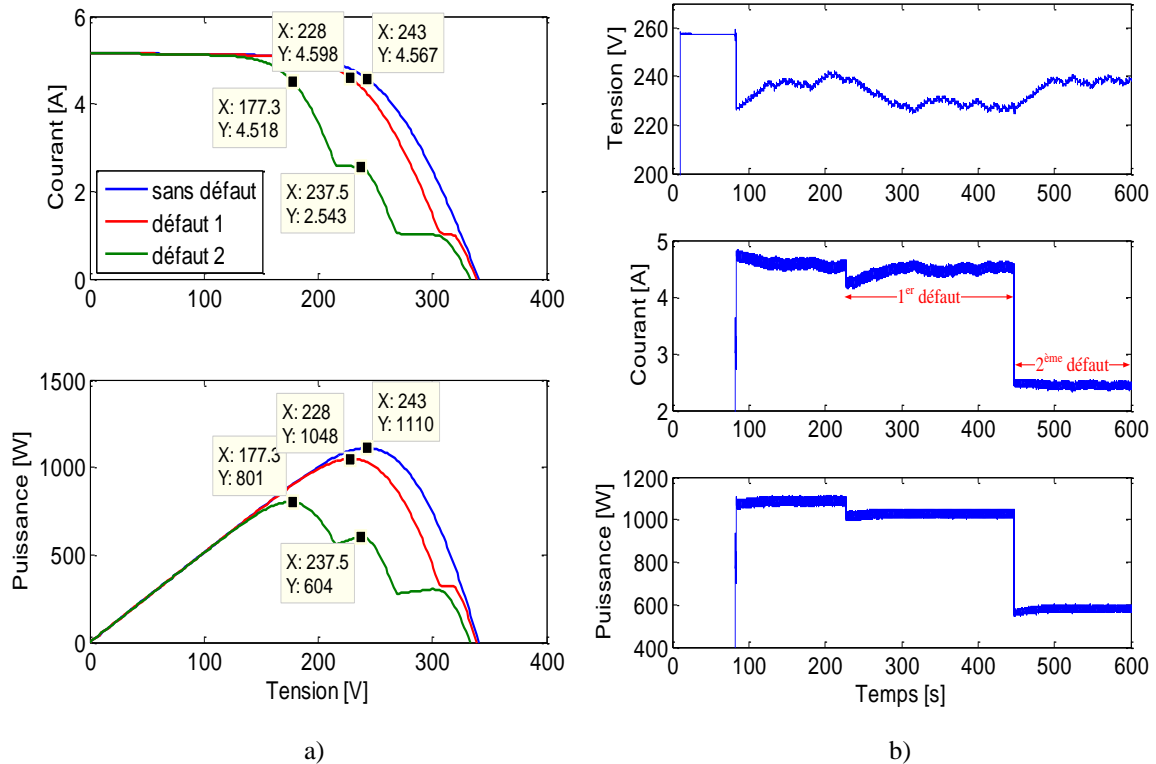 6
4
2
0
Courant [A]
X: 228
Y: 4.598
X: 243
Y: 4.567
X: 177.3
Y: 4.518
X: 237.5
Y: 2.543
sans défaut
défaut 1
défaut 2
0
100
200
300
400
1500
1000
500
0
Puissance [W]
X: 243
Y: 1110
X: 228
Y: 1048
X: 177.3
Y: 801
X: 237.5
Y: 604
0
100
200
300
400
Tension [V]
a)
260
240
220
200
Tension [V]
0
100
200
300
400
500
600
5
4
3
2
Courant [A]
1er défaut
2ème défaut
0
100
200
300
400
500
600
1200
1000
800
600
400
Puissance [W]
0
100
200
300
400
500
600
Temps [s]
b)